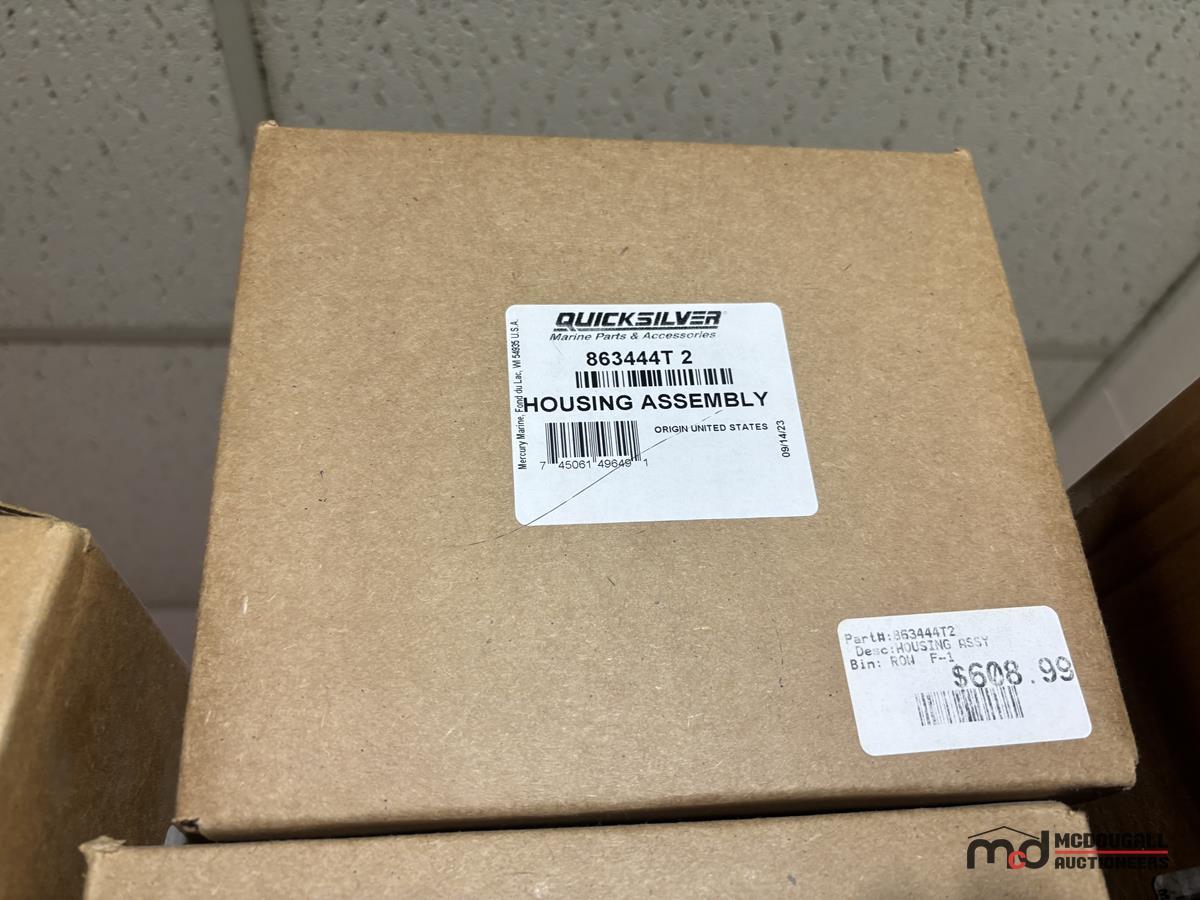 QUICKSILVER
Marine Parts & Accessories
863444T 2
HOUSING ASSEMBLY
ORIGIN UNITED STATES
7 45061 49649 1
09/14/23
Mercury Marine, Fond du Lac, WI 54935 U.S.A.
Part#:863444T2
Desc:HOUSING ASSY
Bin: ROW F-1
$608.99
mcd MCDOUGALL
AUCTIONEERS